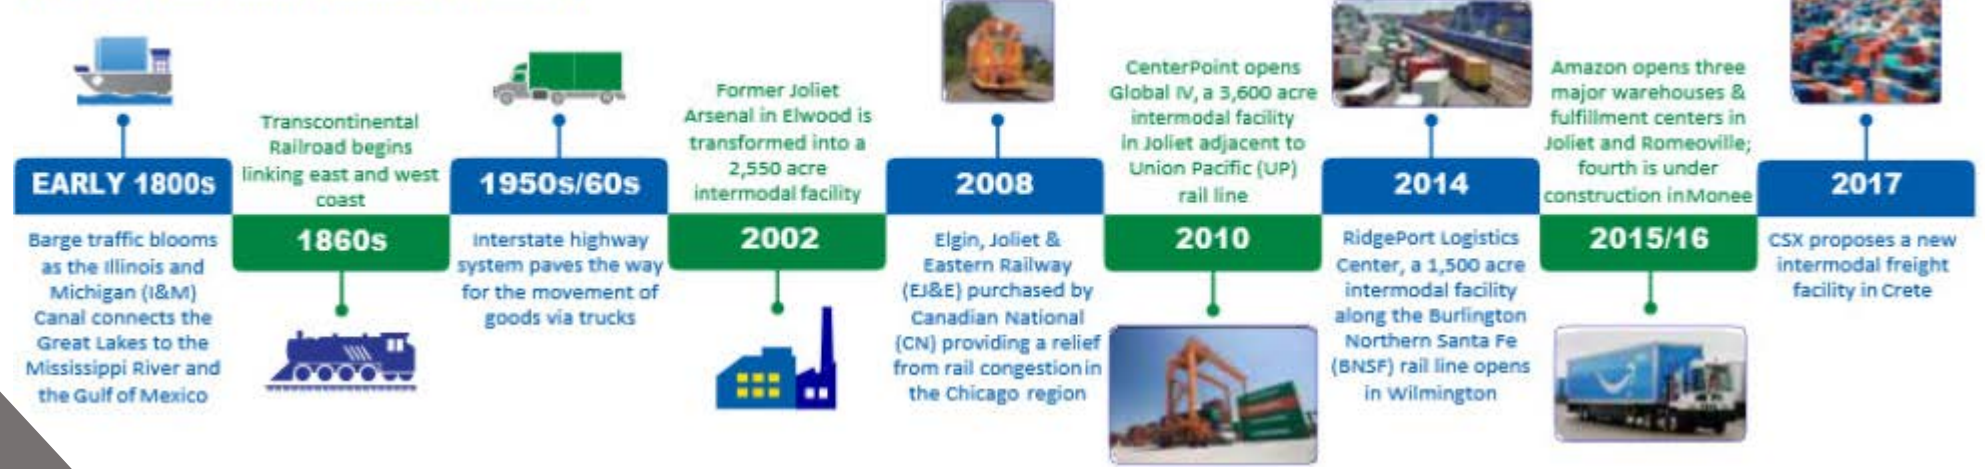 EARLY 1800s
Barge traffic blooms
as the Illinois and
Michigan (I&M)
Canal connects the
Great Lakes to the
Mississippi River and
the Gulf of Mexico
Transcontinental
Railroad begins
linking east and west
coast
1860s
1950s/60s
Interstate highway
system paves the way
for the movement of
goods via trucks
Former Joliet
Arsenal in Elwood is
transformed into a
2,550 acre
intermodal facility
2002
2008
Elgin, Joliet &
Eastern Railway
(EJ&E) purchased by
Canadian National
(CN) providing a relief
from rail congestion in
the Chicago region
CenterPoint opens
Global IV, a 3,600 acre
intermodal facility
in Joliet adjacent to
Union Pacific (UP)
rail line
2010
2014
RidgePort Logistics
Center, a 1,500 acre
intermodal facility
along the Burlington
Northern Santa Fe
(BNSF) rail line opens
in Wilmington
Amazon opens three
major warehouses &
fulfillment centers in
Joliet and Romeoville;
fourth is under
construction in Monee
2015/16
2017
CSX proposes a new
intermodal freight
facility in Crete